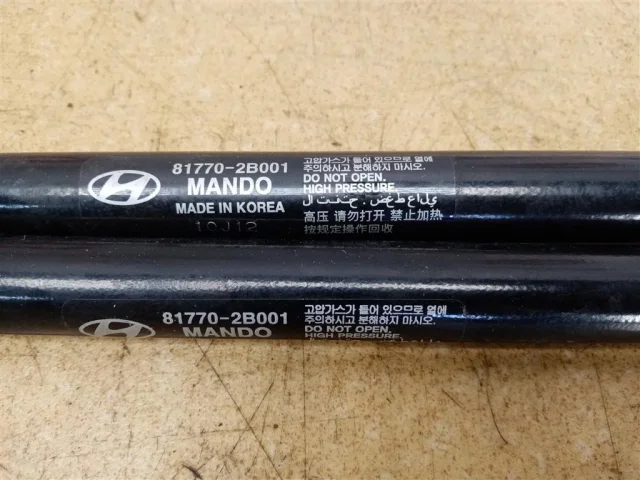 81770-2B001
MANDO
MADE IN KOREA
10J12
고압가스가 들어 있으므로 열에
주의하시고 분해하지 마십시오.
DO NOT OPEN.
HIGH PRESSURE.
高压 请勿打开 禁止加热
按规定操作回收
81770-2B001
MANDO
고압가스가 들어 있으므로 열에
주의하시고 분해하지 마십시오.
DO NOT OPEN.
HIGH PRESSURE.